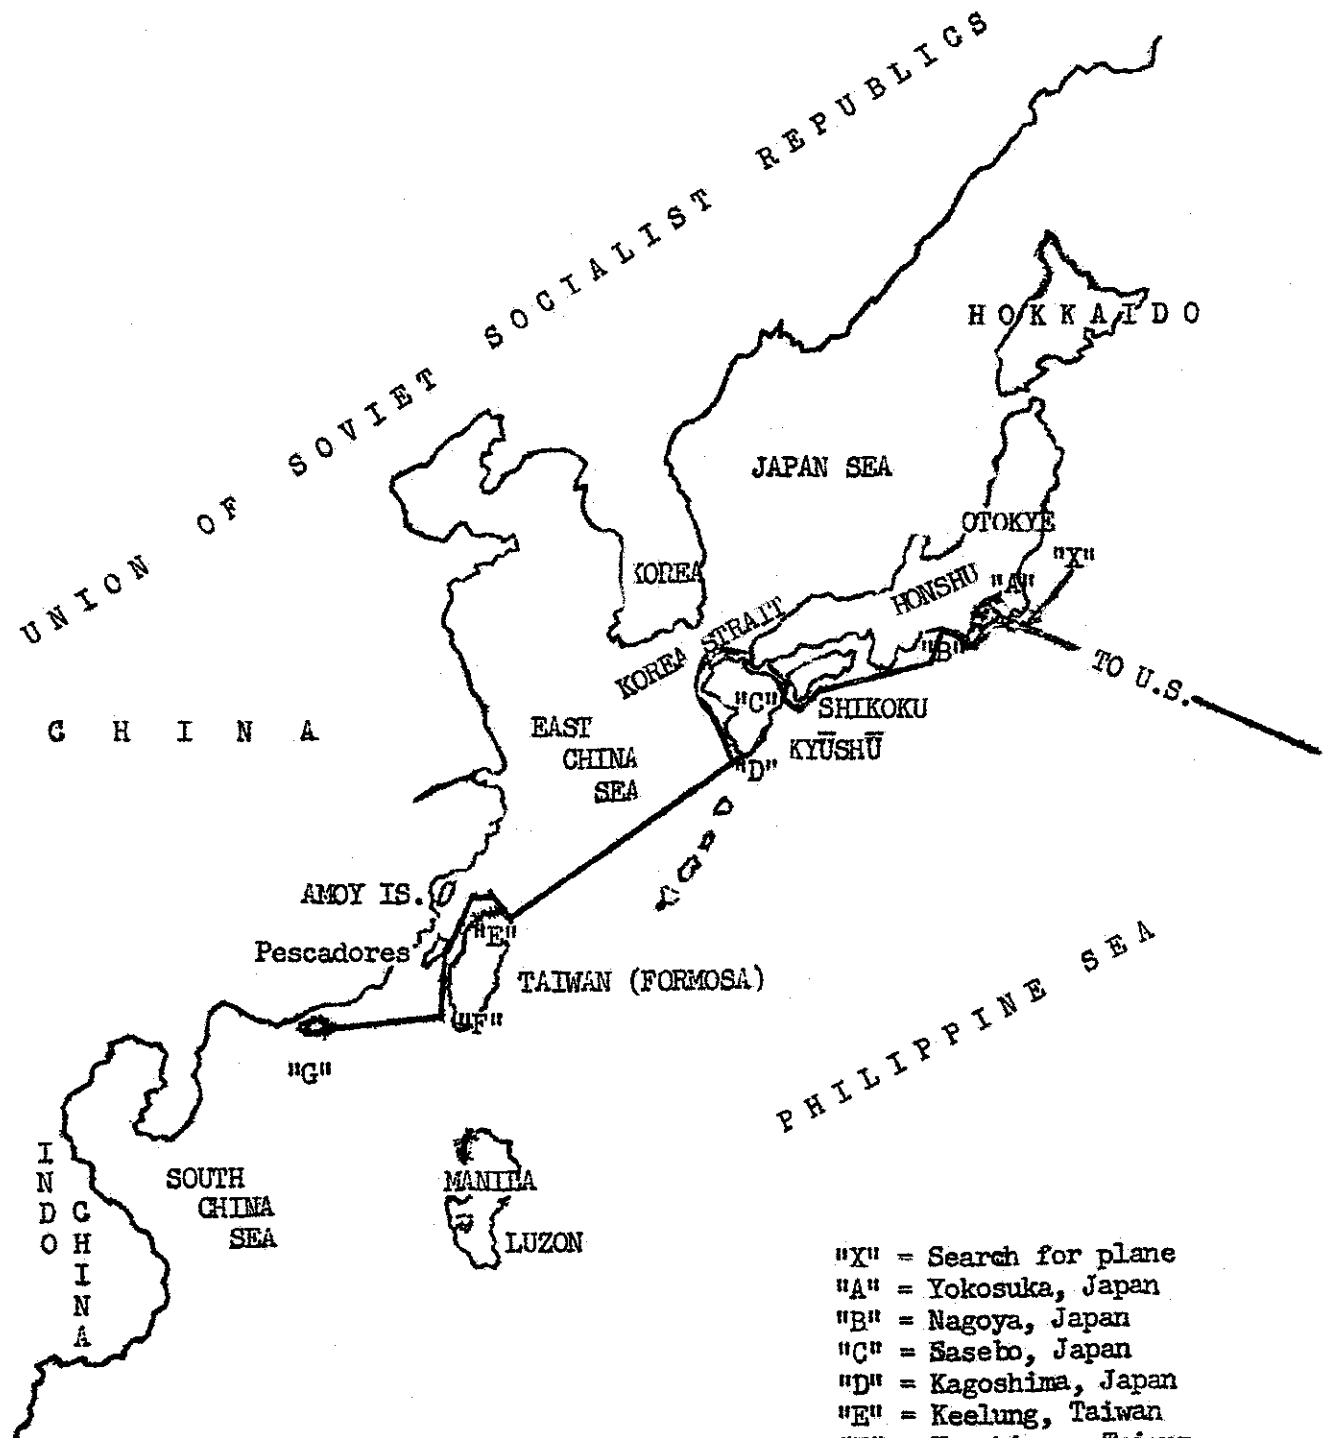 UNION OF SOVIET SOCIALIST REPUBLICS
HOKKAIDO
JAPAN SEA
OTOKYE
"X"
KOREA
HONSHU
"A"
KOREA STRAIT
"B"
TO U.S.
"C"
SHIKOKU
CHINA
EAST
CHINA
SEA
KYŪSHŪ
"D"
AMOY IS.
"E"
Pescadores
TAIWAN (FORMOSA)
PHILIPPINE SEA
"F"
"G"
INDO
CHINA
SOUTH
CHINA
SEA
MANILA
LUZON
"X" = Search for plane
"A" = Yokosuka, Japan
"B" = Nagoya, Japan
"C" = Sasebo, Japan
"D" = Kagoshima, Japan
"E" = Keelung, Taiwan